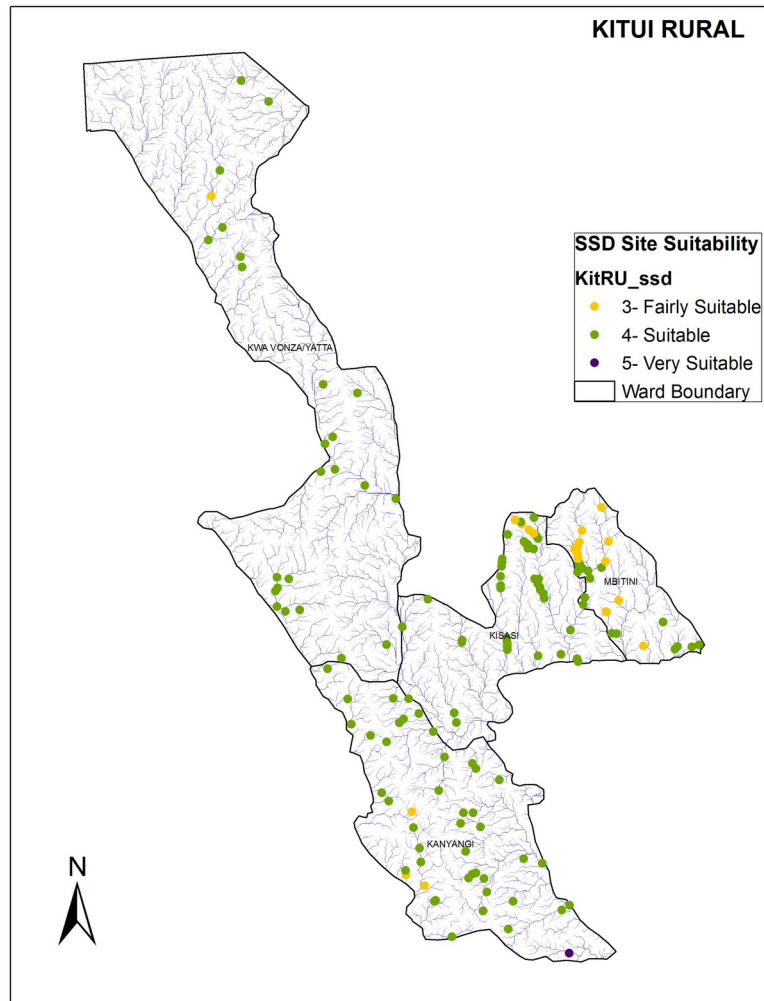 KITUI RURAL
SSD Site Suitability
KitRU_ssd
3- Fairly Suitable
4- Suitable
5- Very Suitable
Ward Boundary
KWA VONZA/YATTA
MBITINI
KISASI
KANYANGI
N